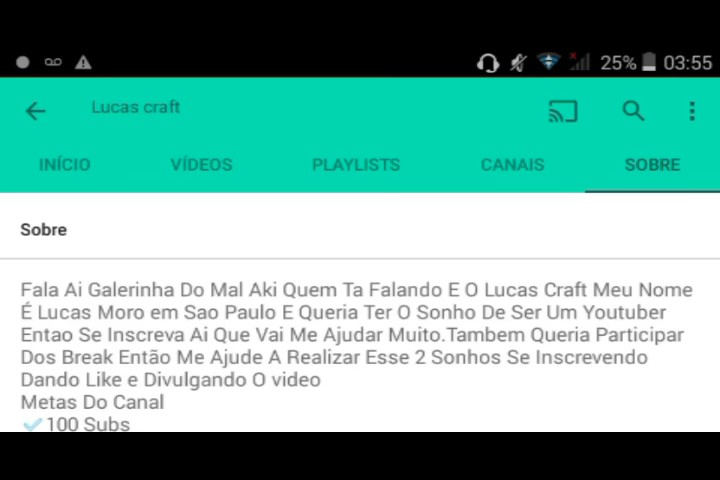 25% 03:55
Lucas craft
INÍCIO VÍDEOS PLAYLISTS CANAIS SOBRE
Sobre
Fala Ai Galerinha Do Mal Aki Quem Ta Falando E O Lucas Craft Meu Nome
É Lucas Moro em Sao Paulo E Queria Ter O Sonho De Ser Um Youtuber
Entao Se Inscreva Ai Que Vai Me Ajudar Muito.Tambem Queria Participar
Dos Break Então Me Ajude A Realizar Esse 2 Sonhos Se Inscrevendo
Dando Like e Divulgando O video
Metas Do Canal
✓100 Subs